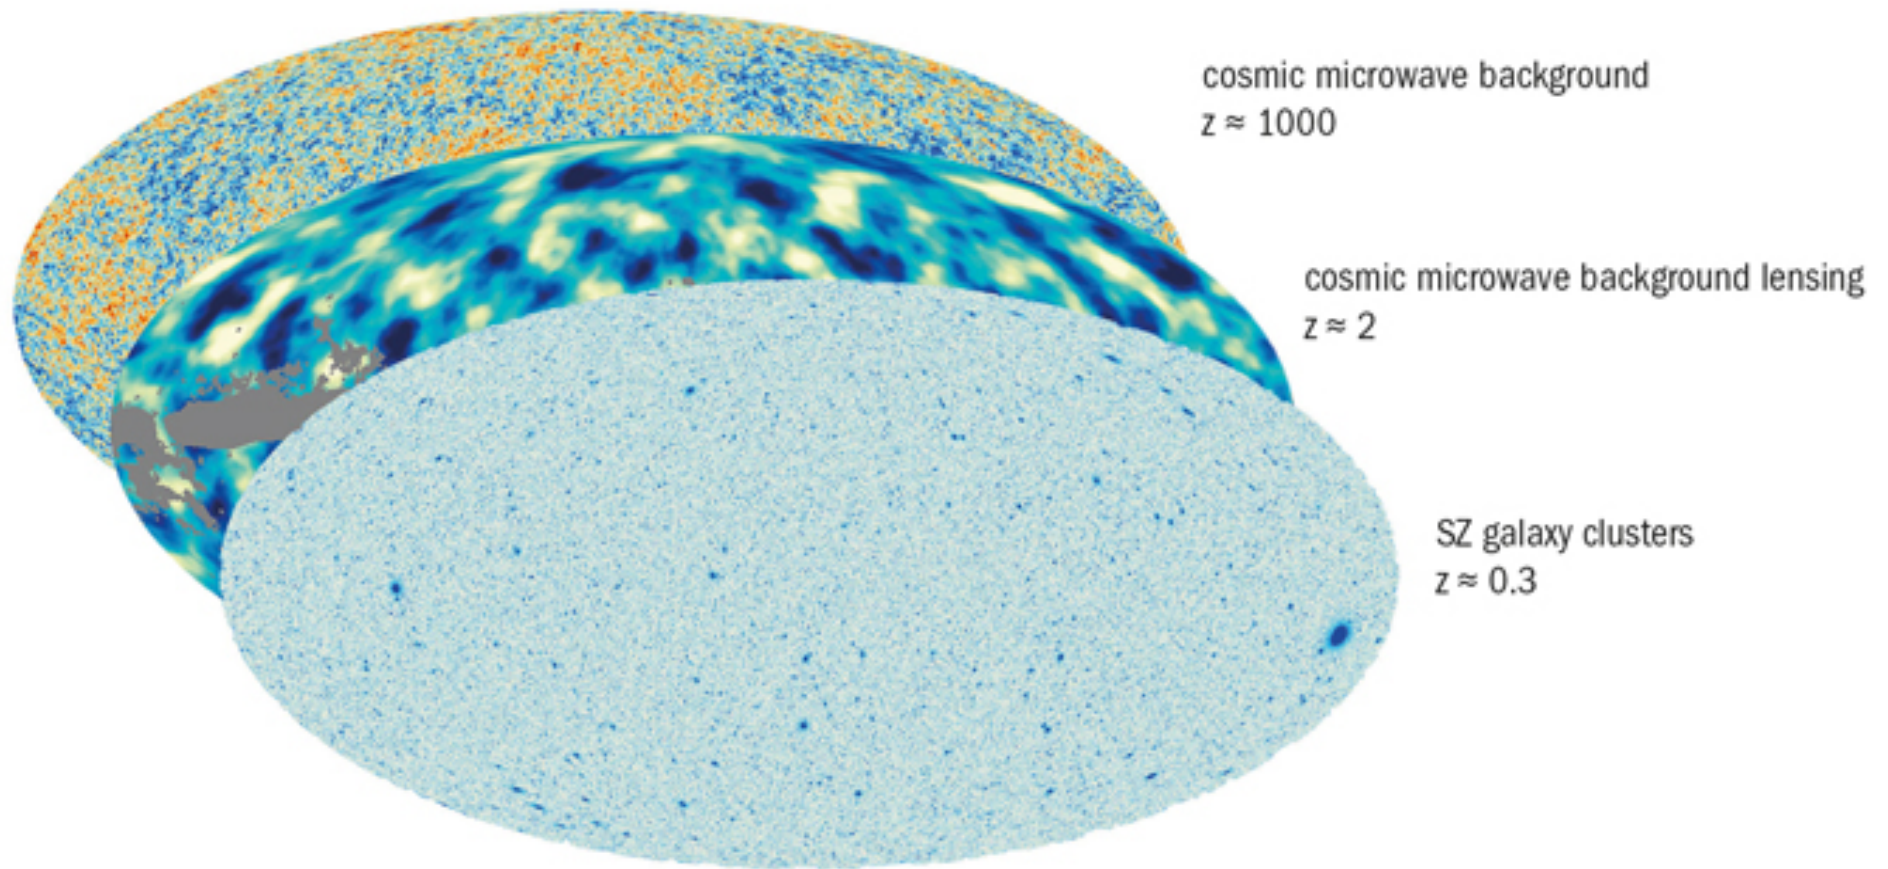 cosmic microwave background
z ≈ 1000
cosmic microwave background lensing
z ≈ 2
SZ galaxy clusters
z ≈ 0.3